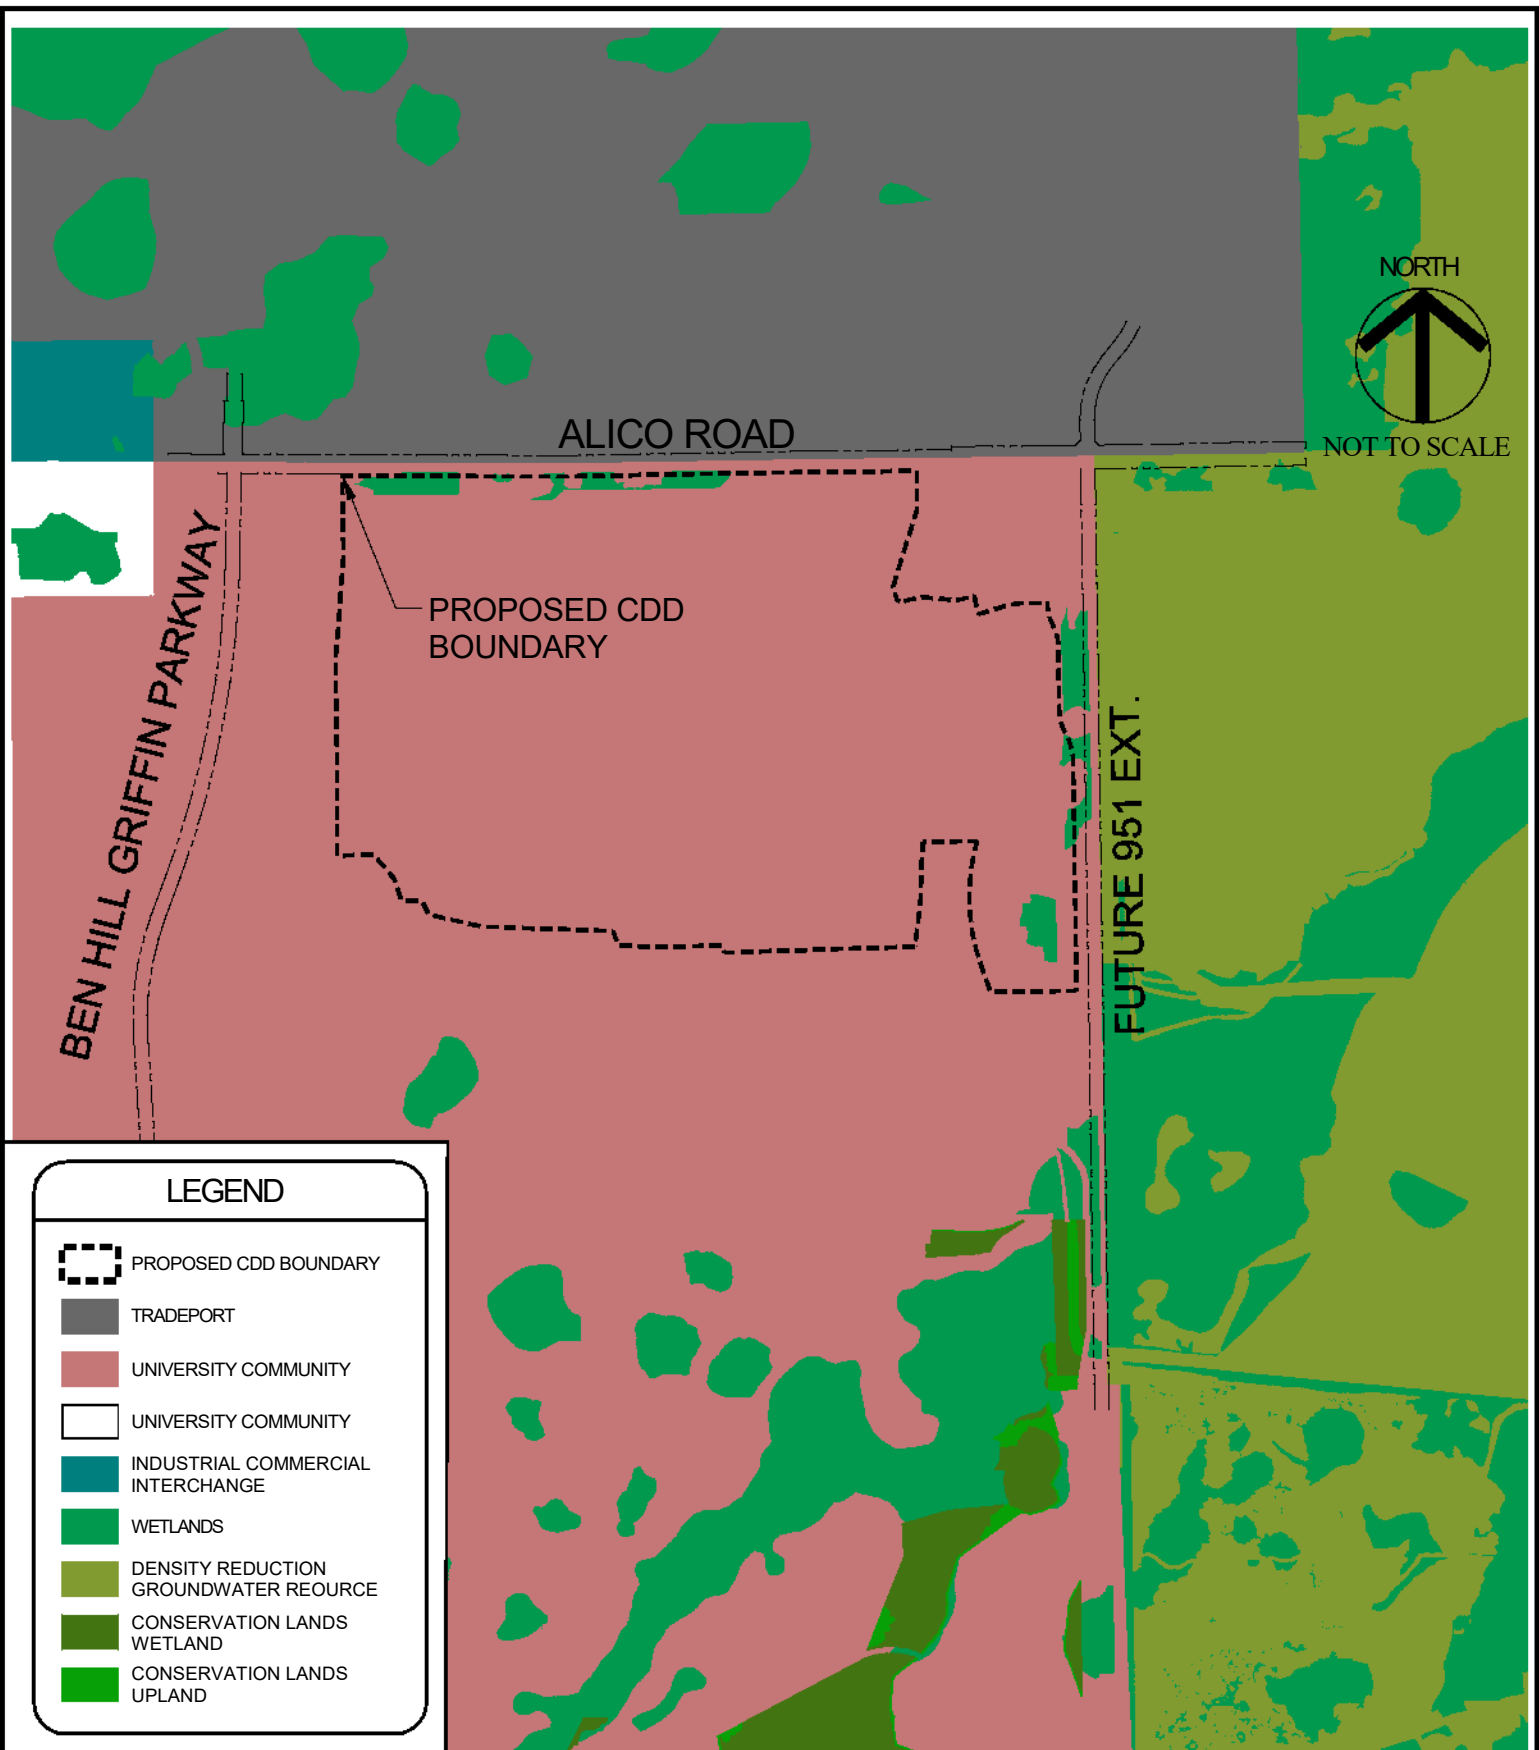 NORTH
NOT TO SCALE
ALICO ROAD
PROPOSED CDD
BOUNDARY
BEN HILL GRIFFIN PARKWAY
FUTURE 951 EXT.
LEGEND
PROPOSED CDD BOUNDARY
TRADEPORT
UNIVERSITY COMMUNITY
UNIVERSITY COMMUNITY
INDUSTRIAL COMMERCIAL
INTERCHANGE
WETLANDS
DENSITY REDUCTION
GROUNDWATER REOURCE
CONSERVATION LANDS
WETLAND
CONSERVATION LANDS
UPLAND